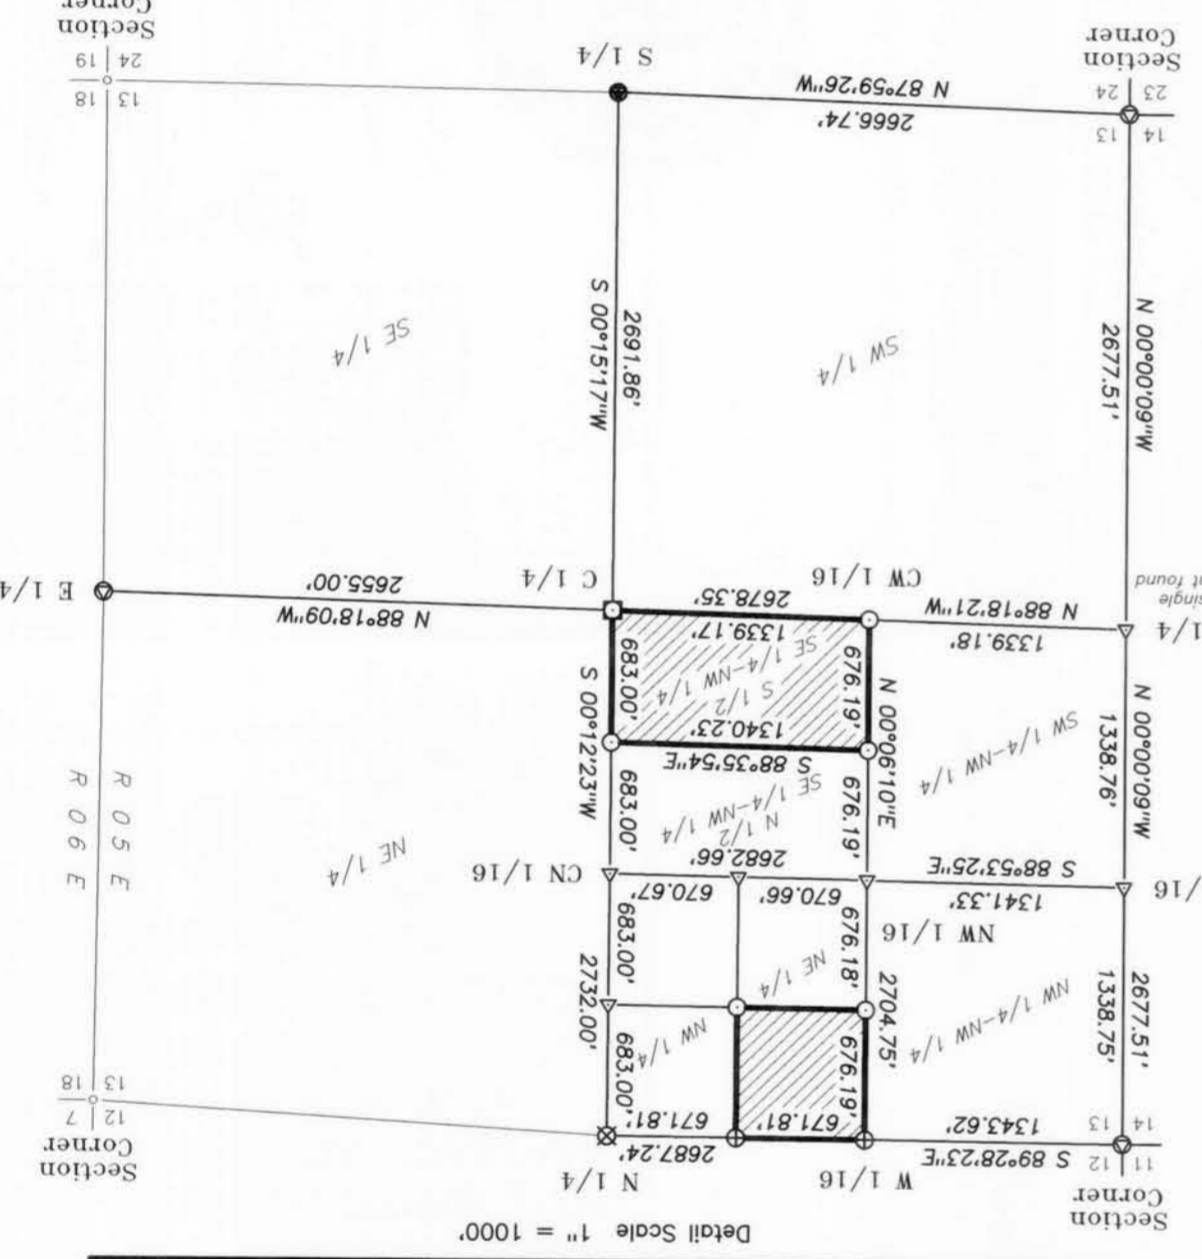 Detail Scale 1" = 1000'
Section
Corner
11 12
14 13
S 89°28'23"E
1343.62'
W 1/16
N 1/4
2687.24'
671.81'
671.81'
Section
Corner
12 7
13 18
2677.51'
1338.75'
NW 1/4-NW 1/4
2704.75'
676.19'
683.00'
NW 1/4
NE 1/4
676.18'
683.00'
2732.00'
/16
NW 1/16
1341.33'
S 88°53'25"E
670.66'
670.67'
2682.66'
CN 1/16
N 1/2
SE 1/4-NW 1/4
676.19'
683.00'
NE 1/4
R 05 E
R 06 E
N 00°00'09"W
1338.76'
SW 1/4-NW 1/4
N 00°06'10"E
S 88°35'54"E
1340.23'
S 1/2
SE 1/4-NW 1/4
676.19'
683.00'
S 00°12'23"W
1339.17'
2678.35'
1/4
single
t found
1339.18'
N 88°18'21"W
CW 1/16
C 1/4
N 88°18'09"W
2655.00'
E 1/4
N 00°00'09"W
2677.51'
SW 1/4
2691.86'
S 00°15'17"W
SE 1/4
14 13
23 24
Section
Corner
2666.74'
N 87°59'26"W
S 1/4
13 18
24 19
Section
Corner